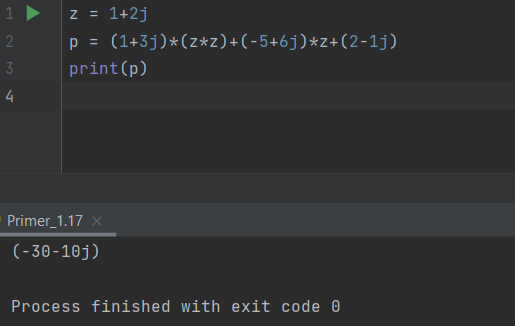 1 z = 1+2j
2 p = (1+3j)*(z*z)+(-5+6j)*z+(2-1j)
3 print(p)
4
Primer_1.17 ×
(-30-10j)
Process finished with exit code 0